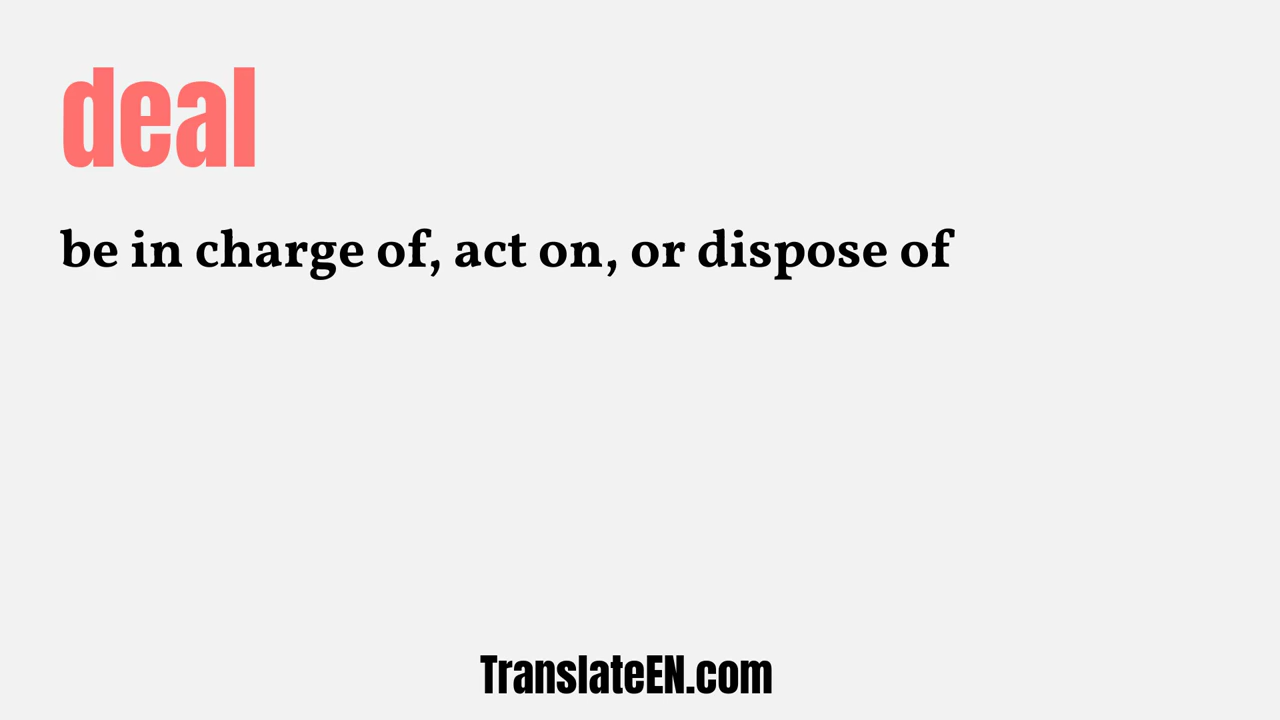 deal
be in charge of, act on, or dispose of
TranslateEN.com